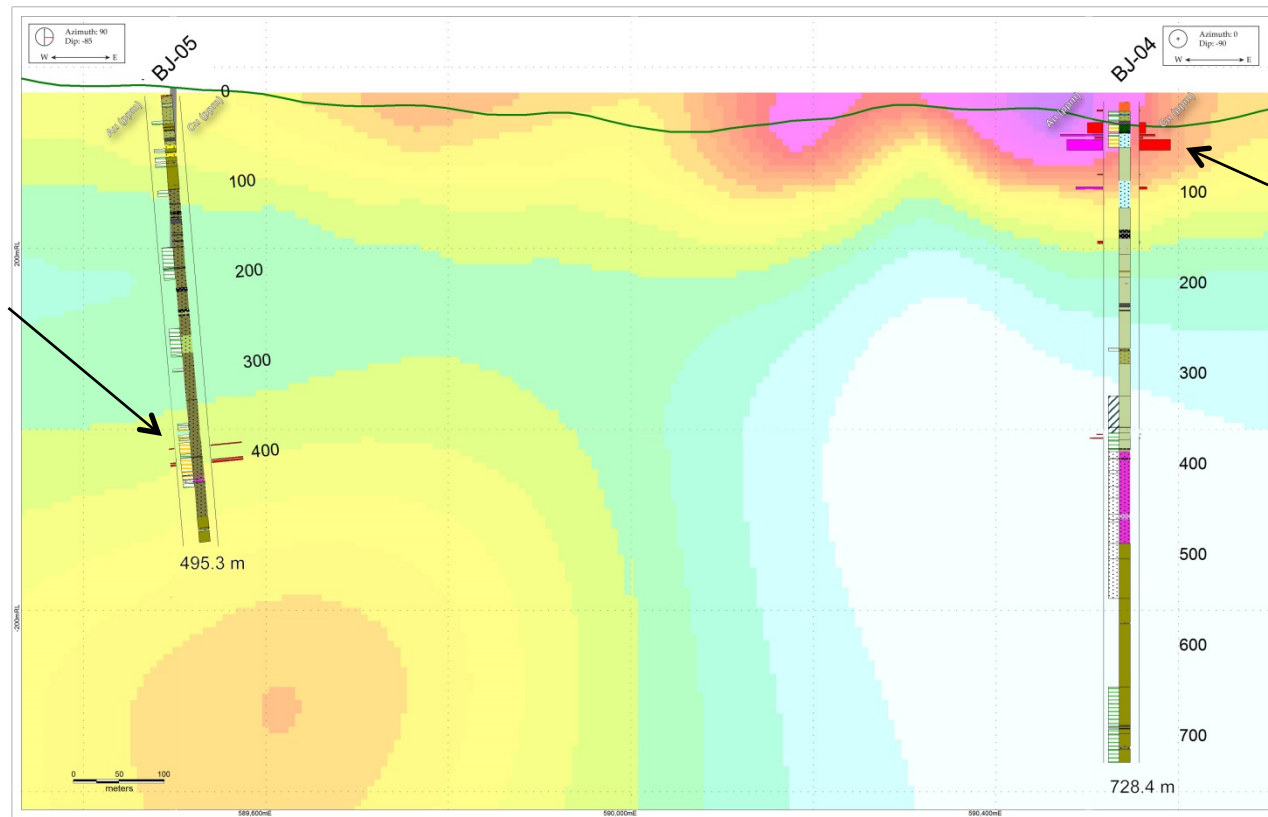 Azimuth: 90
Dip: -85
W E
BJ-05
Au (ppm)
Cu (ppm)
0
100
200
300
400
495.3 m
Azimuth: 0
Dip: -90
W E
BJ-04
Au (ppm)
Cu (ppm)
100
200
300
400
500
600
700
728.4 m
200mRL
-200mRL
0 50 100
meters
589,600mE
590,000mE
590,400mE